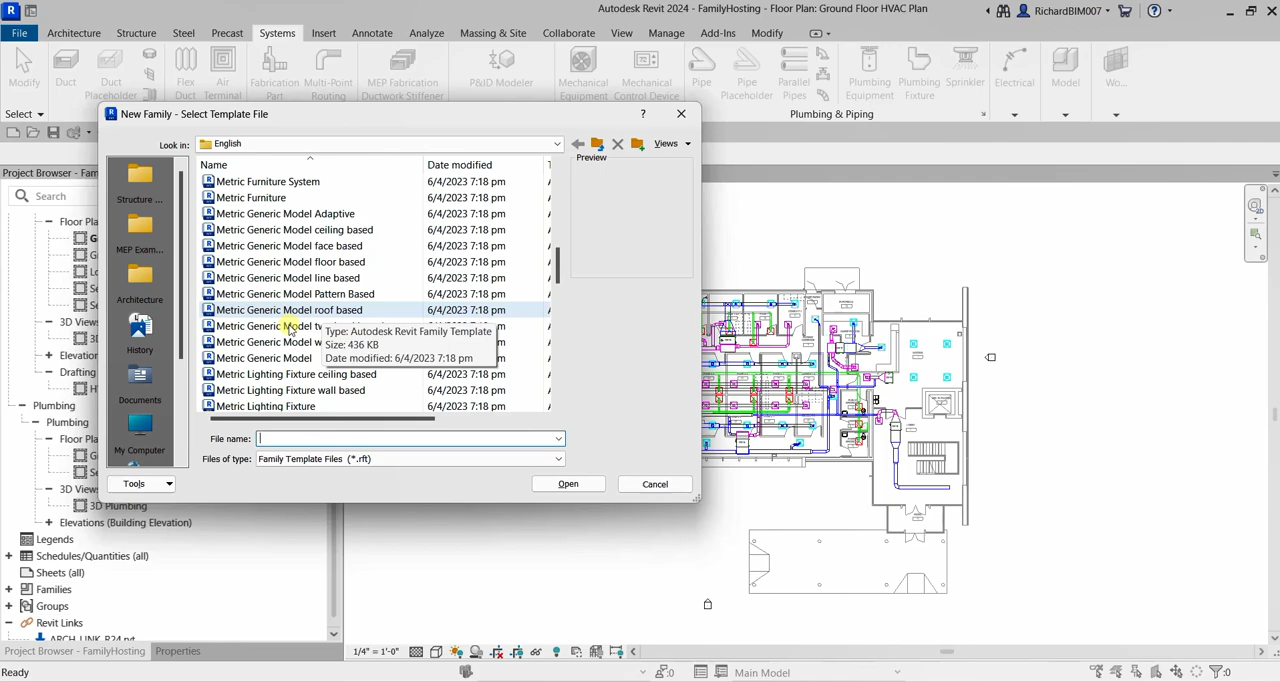 Autodesk Revit 2024 - FamilyHosting - Floor Plan: Ground Floor HVAC Plan
RichardBIM007
File Architecture Structure Steel Precast Systems Insert Annotate Analyze Massing & Site Collaborate View Manage Add-Ins Modify
Modify
Duct
Duct Placeholder
Flex Duct
Air Terminal
Fabrication Part
Multi-Point Routing
MEP Fabrication Ductwork Stiffener
P&ID Modeler
Mechanical Equipment
Mechanical Control Device
Pipe
Pipe Placeholder
Parallel Pipes
Plumbing Equipment
Plumbing Fixture
Sprinkler
Electrical
Model
Wo...
Select
Plumbing & Piping
New Family - Select Template File
Look in: English
Views
Preview
Name Date modified T
Metric Furniture System 6/4/2023 7:18 pm
Metric Furniture 6/4/2023 7:18 pm
Metric Generic Model Adaptive 6/4/2023 7:18 pm
Metric Generic Model ceiling based 6/4/2023 7:18 pm
Metric Generic Model face based 6/4/2023 7:18 pm
Metric Generic Model floor based 6/4/2023 7:18 pm
Metric Generic Model line based 6/4/2023 7:18 pm
Metric Generic Model Pattern Based 6/4/2023 7:18 pm
Metric Generic Model roof based 6/4/2023 7:18 pm
Metric Generic Model
Metric Generic Model
Metric Generic Model
Metric Lighting Fixture ceiling based 6/4/2023 7:18 pm
Metric Lighting Fixture wall based 6/4/2023 7:18 pm
Metric Lighting Fixture 6/4/2023 7:18 pm
Type: Autodesk Revit Family Template
Size: 436 KB
Date modified: 6/4/2023 7:18 pm
Structure ...
MEP Exam...
Architecture
History
Documents
My Computer
File name:
Files of type: Family Template Files (*.rft)
Tools
Open
Cancel
Project Browser - Fa
Search
Floor Pla
3D Views
Elevatio
Drafting
Plumbing
Plumbing
Floor Pla
3D Views
3D Plumbing
Elevations (Building Elevation)
Legends
Schedules/Quantities (all)
Sheets (all)
Families
Groups
Revit Links
ARCH_LINK_R24.rvt
Project Browser - FamilyHosting
Properties
1/4" = 1'-0"
Ready
:0
Main Model
:0